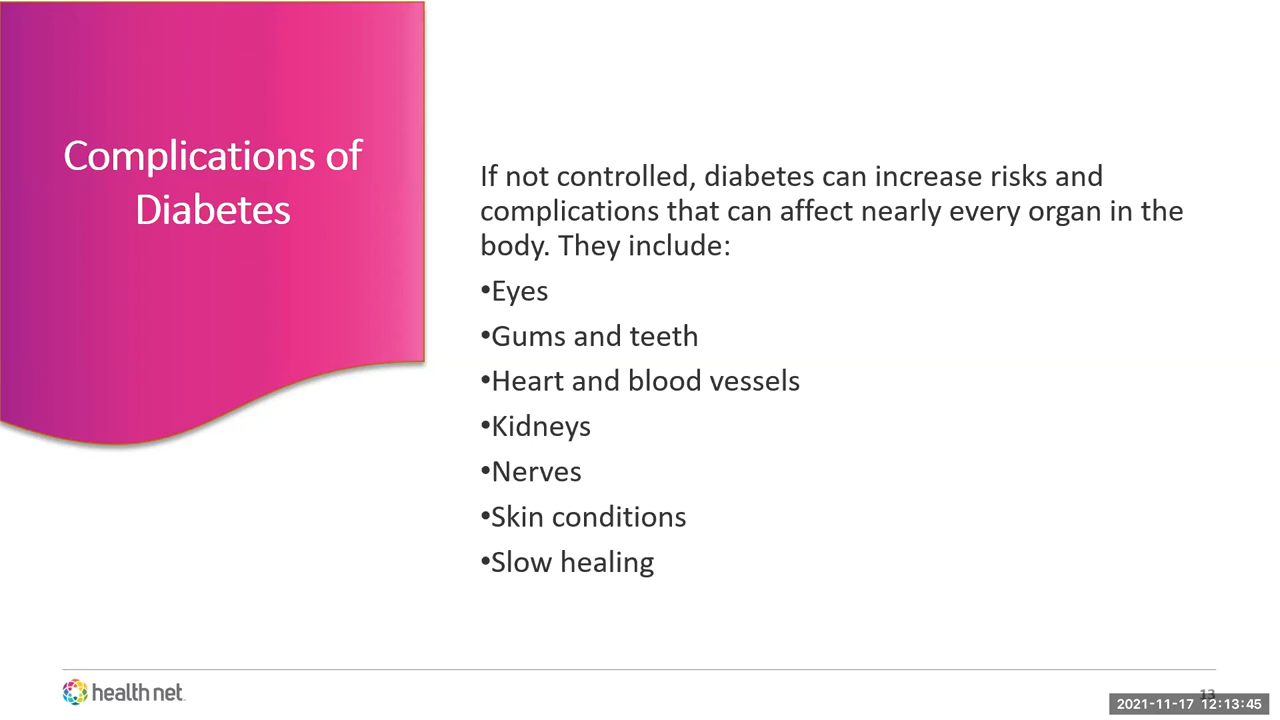 Complications of
Diabetes
If not controlled, diabetes can increase risks and
complications that can affect nearly every organ in the
body. They include:
•Eyes
•Gums and teeth
•Heart and blood vessels
•Kidneys
•Nerves
•Skin conditions
•Slow healing
health net
13
2021-11-17 12:13:45